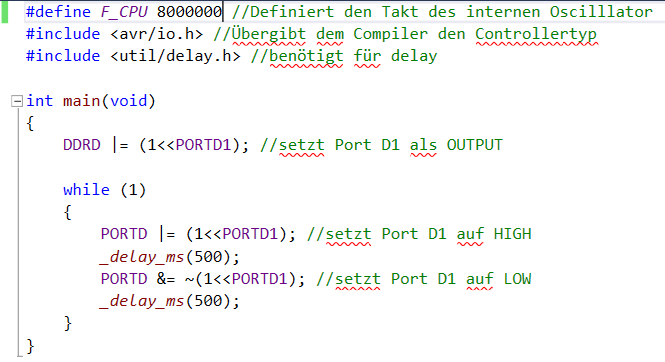 #define F_CPU 8000000 //Definiert den Takt des internen Oscilllator
#include <avr/io.h> //Übergibt dem Compiler den Controllertyp
#include <util/delay.h> //benötigt für delay
int main(void)
{
DDRD |= (1<<PORTD1); //setzt Port D1 als OUTPUT
while (1)
{
PORTD |= (1<<PORTD1); //setzt Port D1 auf HIGH
_delay_ms(500);
PORTD &= ~(1<<PORTD1); //setzt Port D1 auf LOW
_delay_ms(500);
}
}